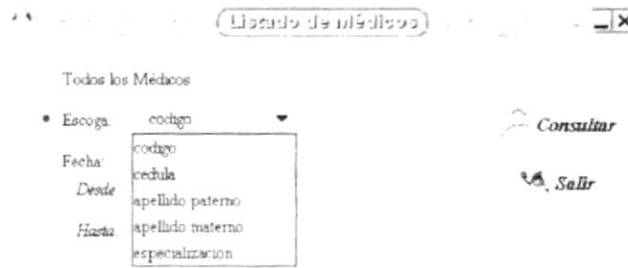 Listado de médicos
Todos los Médicos
Escoga. codigo
Consultar
codigo
Fecha:
cedula
Salir
Desde
apellido paterno
Hasta.
apellido materno
especializacion